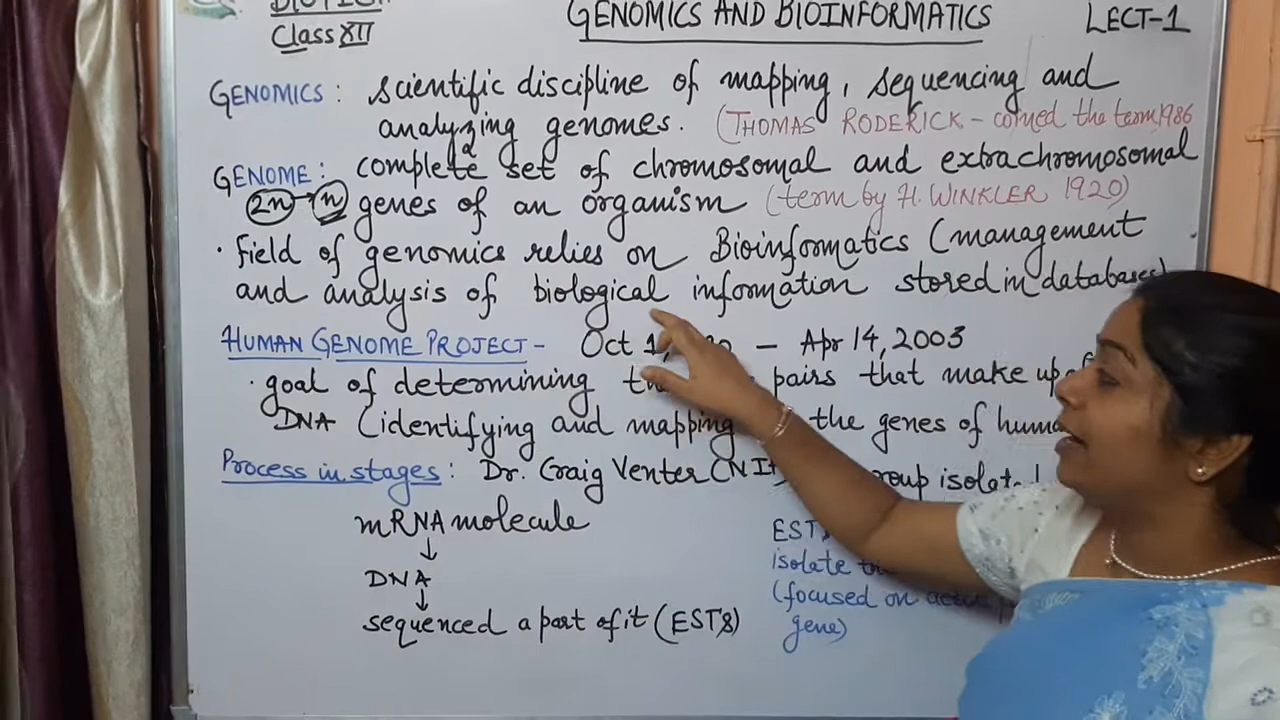 GENOMICS AND BIOINFORMATICS
LECT-1
Class XII
GENOMICS: scientific discipline of mapping, sequencing and
analyzing genomes. (THOMAS RODERICK - coined the term 1986
GENOME: complete set of chromosomal and extrachromosomal
2n → n genes of an organism (term by H. WINKLER 1920)
· Field of genomics relies on Bioinformatics (management
and analysis of biological information stored in databases)
HUMAN GENOME PROJECT - Oct 1, — Apr 14, 2003
· goal of determining pairs that make up
DNA (identifying and mapping the genes of
Process in stages: Dr. Craig Venter
mRNA molecule
↓
DNA
↓
sequenced a part of it (ESTs)
isolate
(focused on
gene)